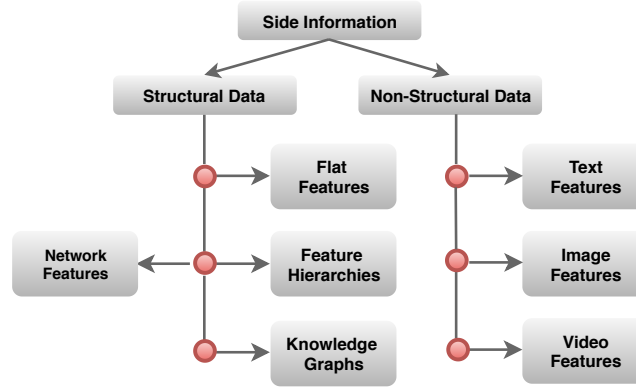 Side Information
Structural Data
Non-Structural Data
Flat
Features
Text
Features
Network
Features
Feature
Hierarchies
Image
Features
Knowledge
Graphs
Video
Features